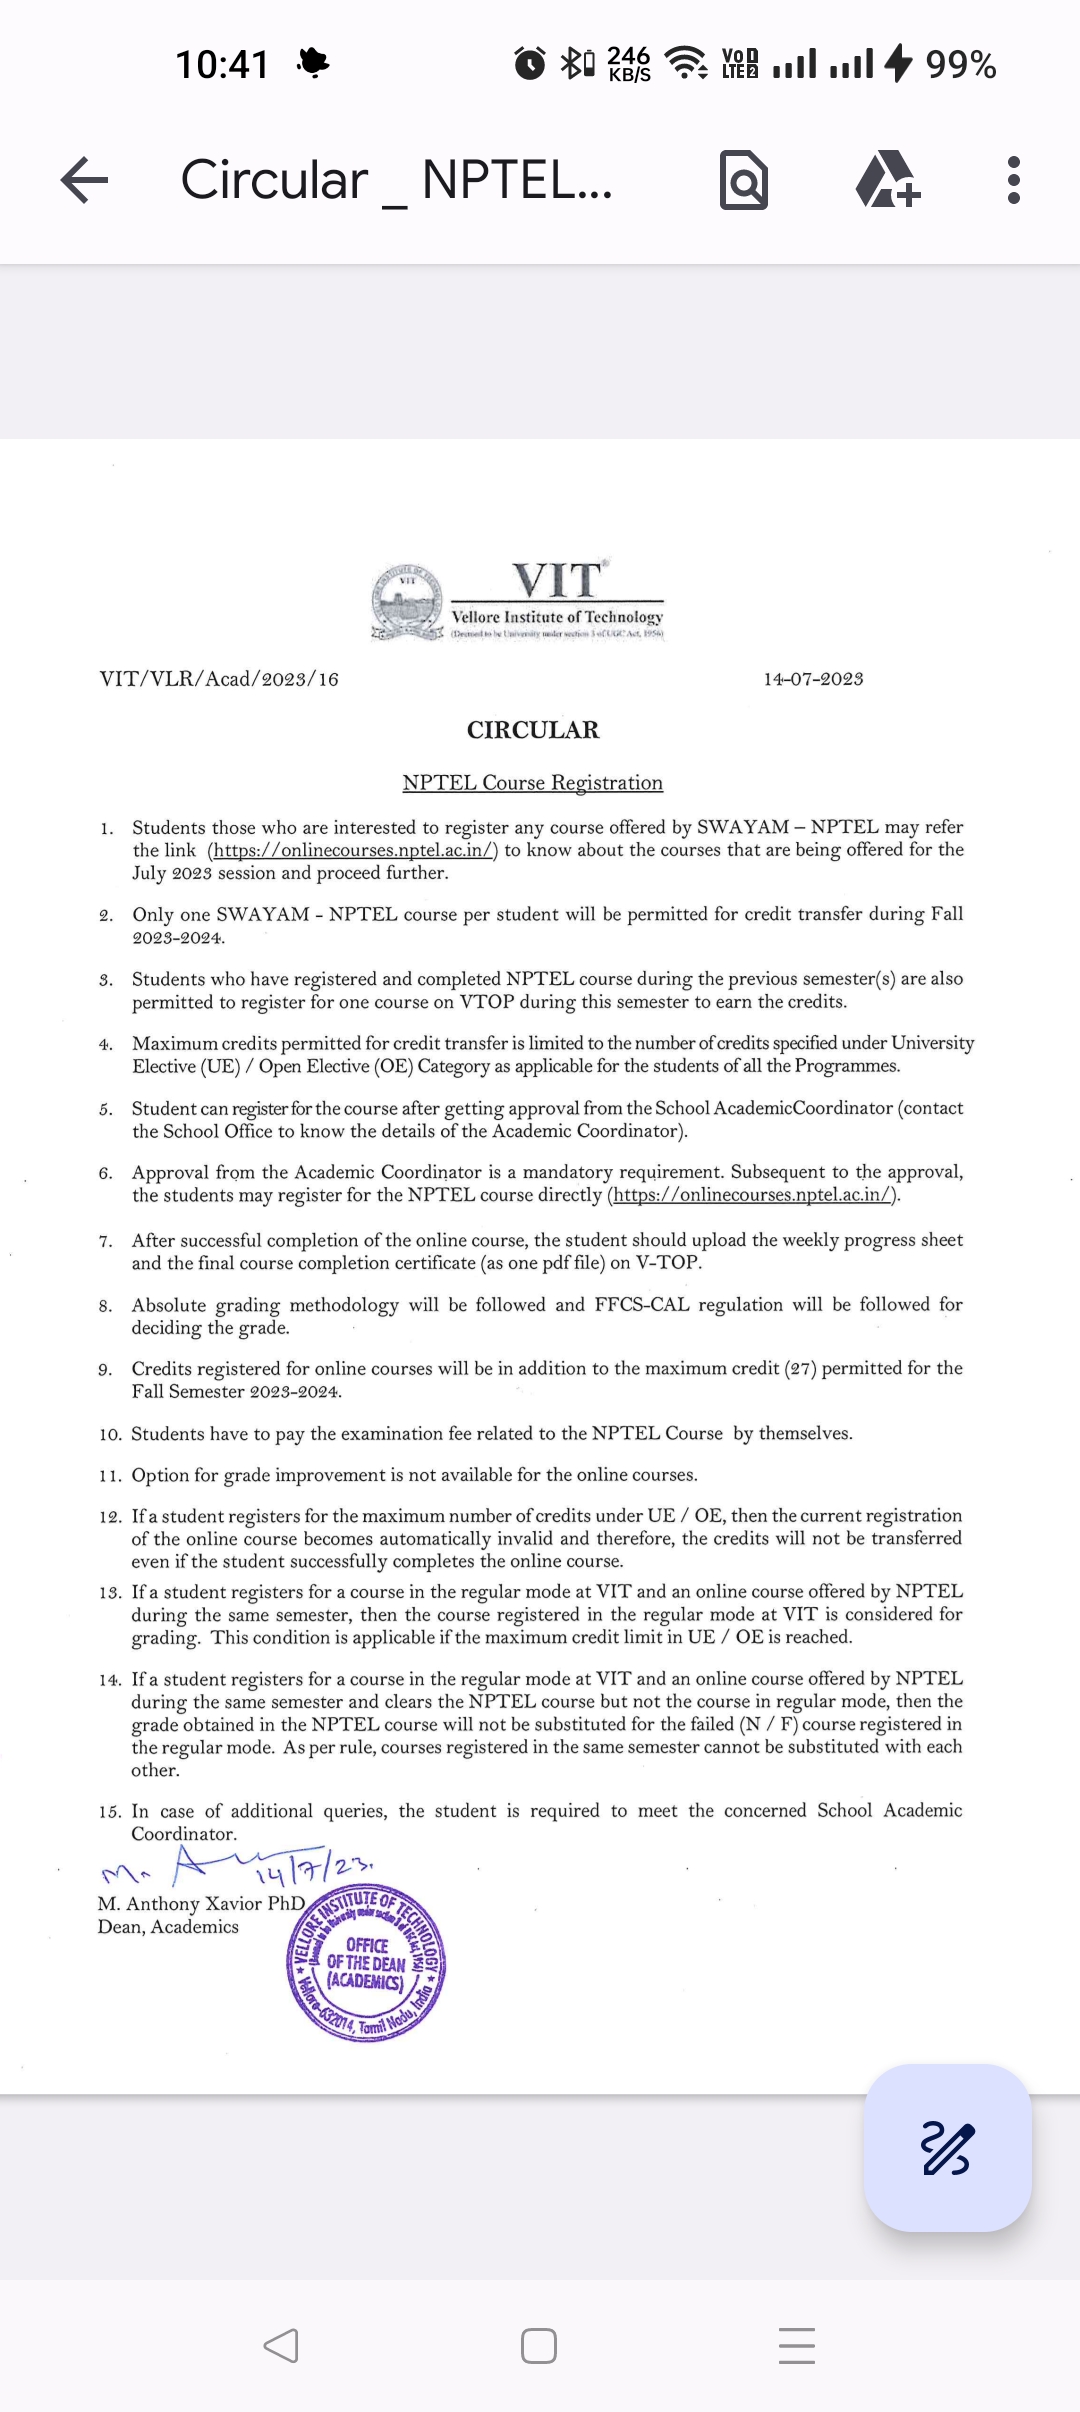 10:41
246
KB/S
VoD
LTE2
99%
Circular _ NPTEL...
VIT
VIT®
Vellore Institute of Technology
(Deemed to be University under section 3 of UGC Act, 1956)
VIT/VLR/Acad/2023/16
14-07-2023
CIRCULAR
NPTEL Course Registration
1. Students those who are interested to register any course offered by SWAYAM – NPTEL may refer
the link (https://onlinecourses.nptel.ac.in/) to know about the courses that are being offered for the
July 2023 session and proceed further.
2. Only one SWAYAM - NPTEL course per student will be permitted for credit transfer during Fall
2023-2024.
3. Students who have registered and completed NPTEL course during the previous semester(s) are also
permitted to register for one course on VTOP during this semester to earn the credits.
4. Maximum credits permitted for credit transfer is limited to the number of credits specified under University
Elective (UE) / Open Elective (OE) Category as applicable for the students of all the Programmes.
5. Student can register for the course after getting approval from the School AcademicCoordinator (contact
the School Office to know the details of the Academic Coordinator).
6. Approval from the Academic Coordinator is a mandatory requirement. Subsequent to the approval,
the students may register for the NPTEL course directly (https://onlinecourses.nptel.ac.in/).
7. After successful completion of the online course, the student should upload the weekly progress sheet
and the final course completion certificate (as one pdf file) on V-TOP.
8. Absolute grading methodology will be followed and FFCS-CAL regulation will be followed for
deciding the grade.
9. Credits registered for online courses will be in addition to the maximum credit (27) permitted for the
Fall Semester 2023-2024.
10. Students have to pay the examination fee related to the NPTEL Course by themselves.
11. Option for grade improvement is not available for the online courses.
12. If a student registers for the maximum number of credits under UE / OE, then the current registration
of the online course becomes automatically invalid and therefore, the credits will not be transferred
even if the student successfully completes the online course.
13. If a student registers for a course in the regular mode at VIT and an online course offered by NPTEL
during the same semester, then the course registered in the regular mode at VIT is considered for
grading. This condition is applicable if the maximum credit limit in UE / OE is reached.
14. If a student registers for a course in the regular mode at VIT and an online course offered by NPTEL
during the same semester and clears the NPTEL course but not the course in regular mode, then the
grade obtained in the NPTEL course will not be substituted for the failed (N / F) course registered in
the regular mode. As per rule, courses registered in the same semester cannot be substituted with each
other.
15. In case of additional queries, the student is required to meet the concerned School Academic
Coordinator.
14/7/23.
M. Anthony Xavior PhD
Dean, Academics
VELLORE INSTITUTE OF TECHNOLOGY
OFFICE
OF THE DEAN
(ACADEMICS)
Vellore-632014, Tamil Nadu, India